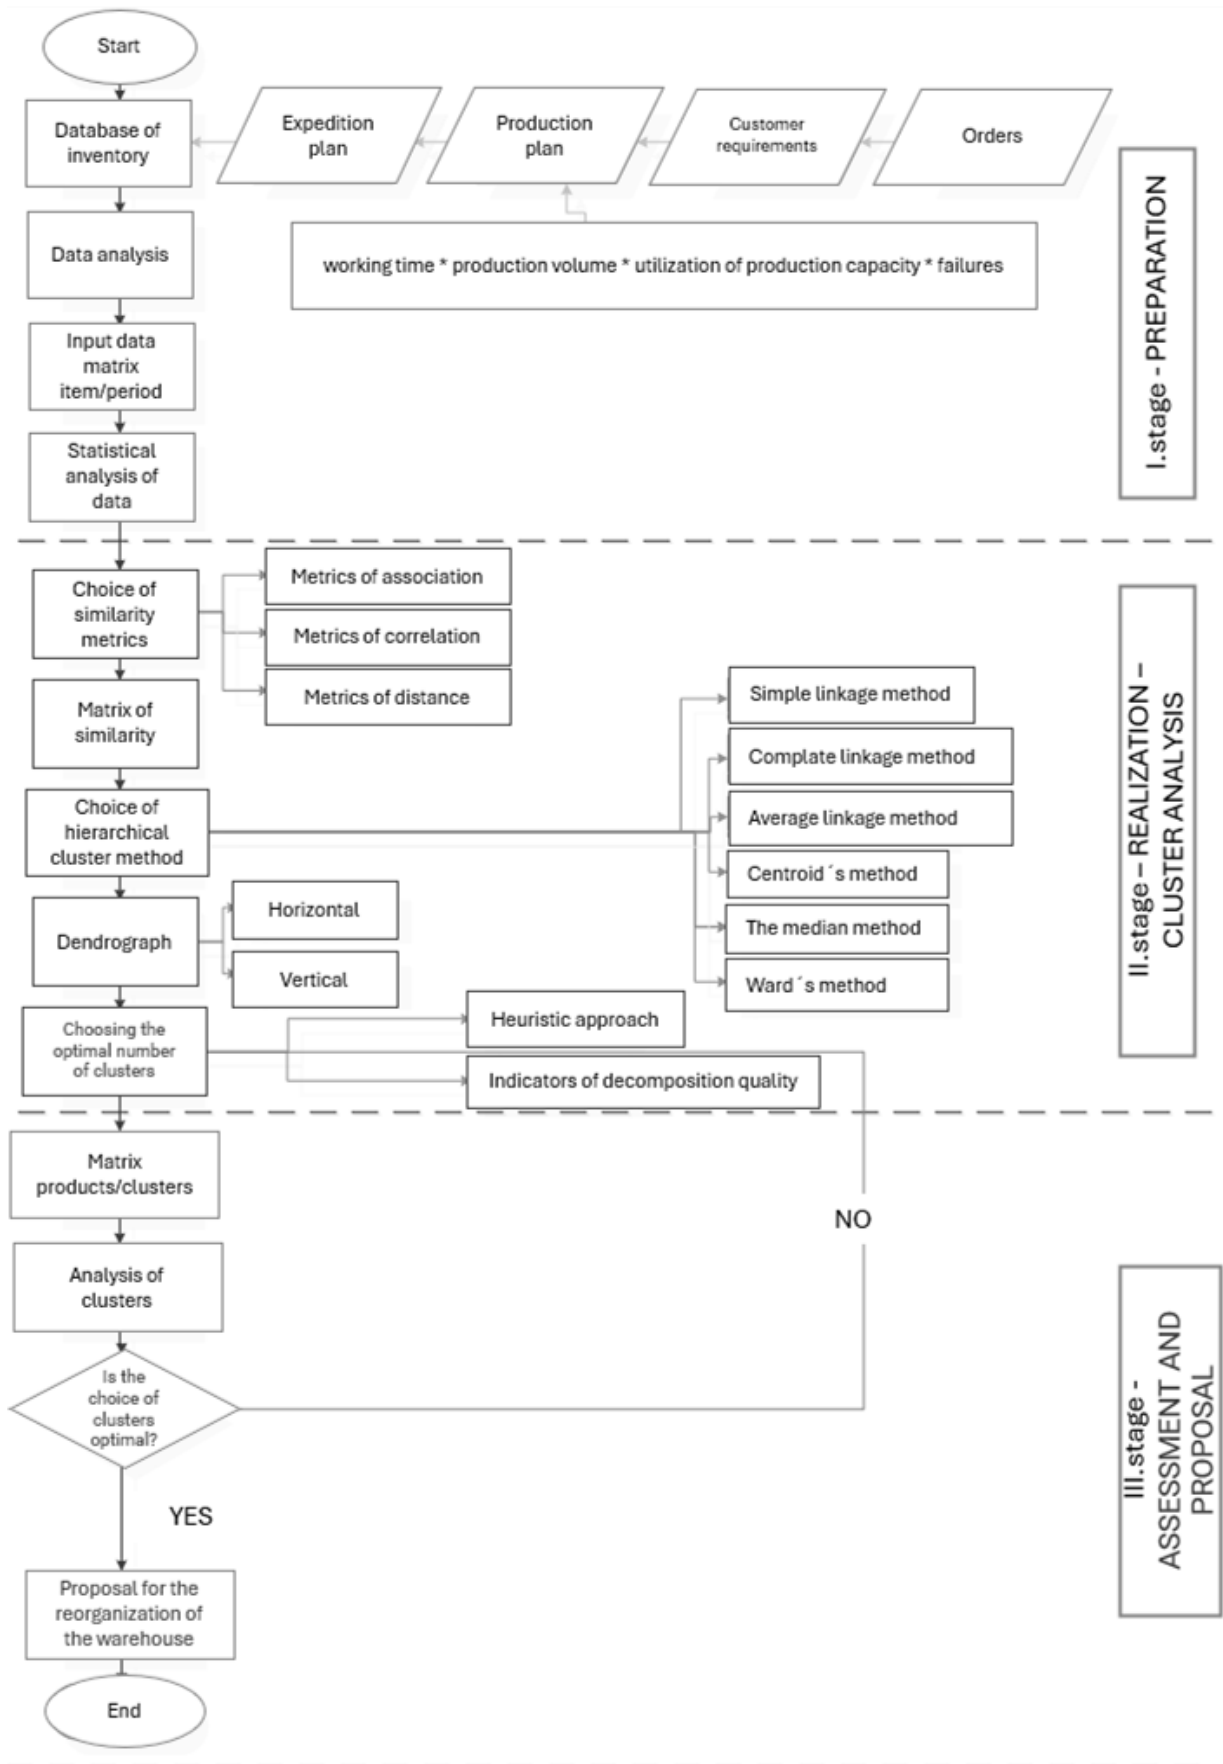 Start
Database of
inventory
Expedition
plan
Production
plan
Customer
requirements
Orders
Data analysis
working time * production volume * utilization of production capacity * failures
Input data
matrix
item/period
Statistical
analysis of
data
I.stage - PREPARATION
Choice of
similarity
metrics
Metrics of association
Metrics of correlation
Metrics of distance
Matrix of
similarity
Choice of
hierarchical
cluster method
Simple linkage method
Complate linkage method
Average linkage method
Centroid ´s method
The median method
Ward ´s method
Dendrograph
Horizontal
Vertical
Choosing the
optimal number
of clusters
Heuristic approach
Indicators of decomposition quality
II.stage – REALIZATION –
CLUSTER ANALYSIS
Matrix
products/clusters
Analysis of
clusters
Is the
choice of
clusters
optimal?
NO
YES
Proposal for the
reorganization of
the warehouse
End
III.stage -
ASSESSMENT AND
PROPOSAL